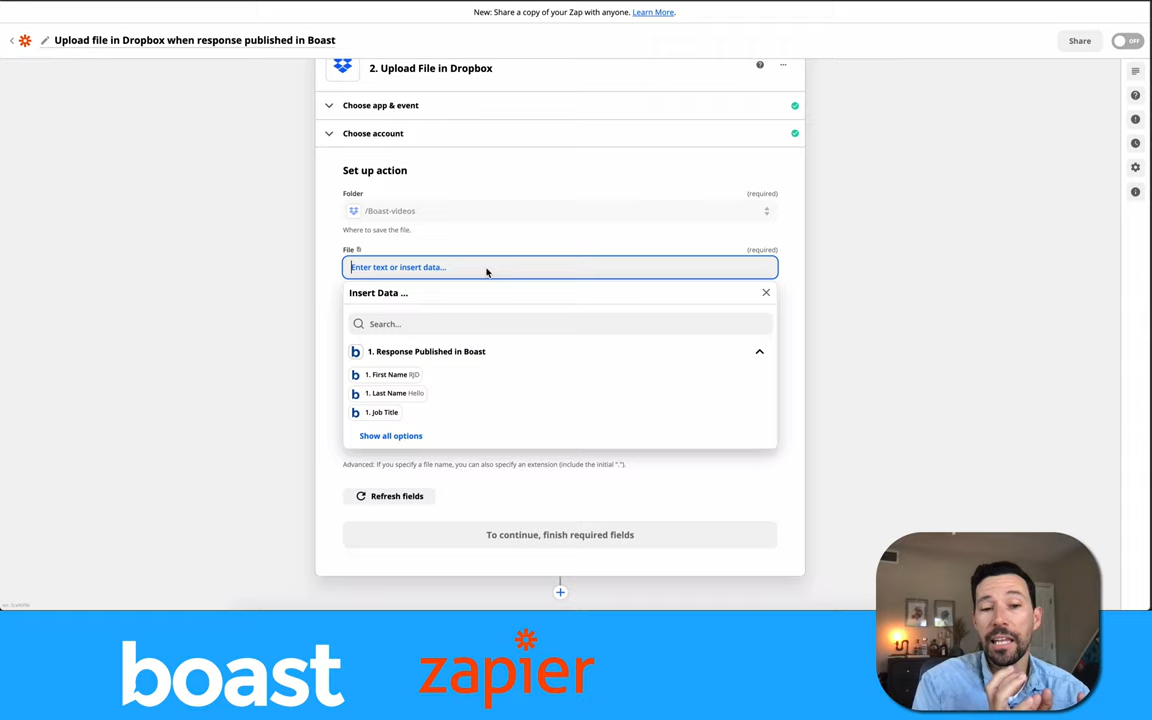 New: Share a copy of your Zap with anyone. Learn More.
Upload file in Dropbox when response published in Boast
Share
OFF
2. Upload File in Dropbox
Choose app & event
Choose account
Set up action
Folder
(required)
/Boast-videos
Where to save the file.
File
(required)
Enter text or insert data...
Insert Data ...
Search...
b 1. Response Published in Boast
b 1. First Name RJD
b 1. Last Name Hello
b 1. Job Title
Show all options
Advanced: If you specify a file name, you can also specify an extension (include the initial ".").
Refresh fields
To continue, finish required fields
boast
zapier